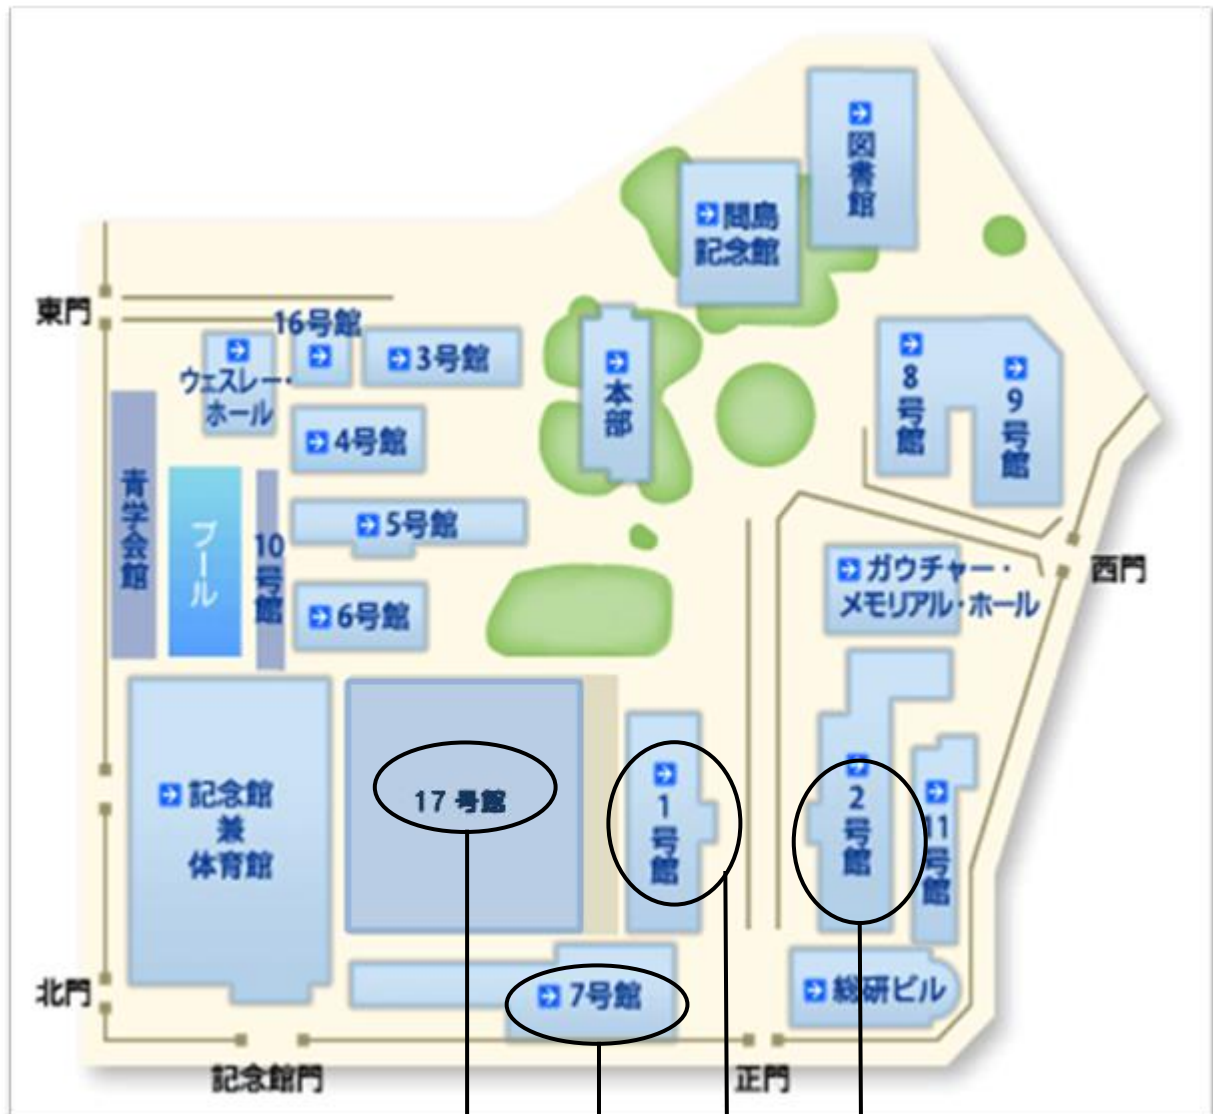 図書館
間島
記念館
東門
16号館
3号館
ウェスレー・
ホール
本部
8号館
9号館
4号館
青学会館
プール
10号館
5号館
西門
ガウチャー・
メモリアル・ホール
6号館
記念館
兼
体育館
17 号館
1号館
2号館
11号館
北門
7号館
総研ビル
記念館門
正門